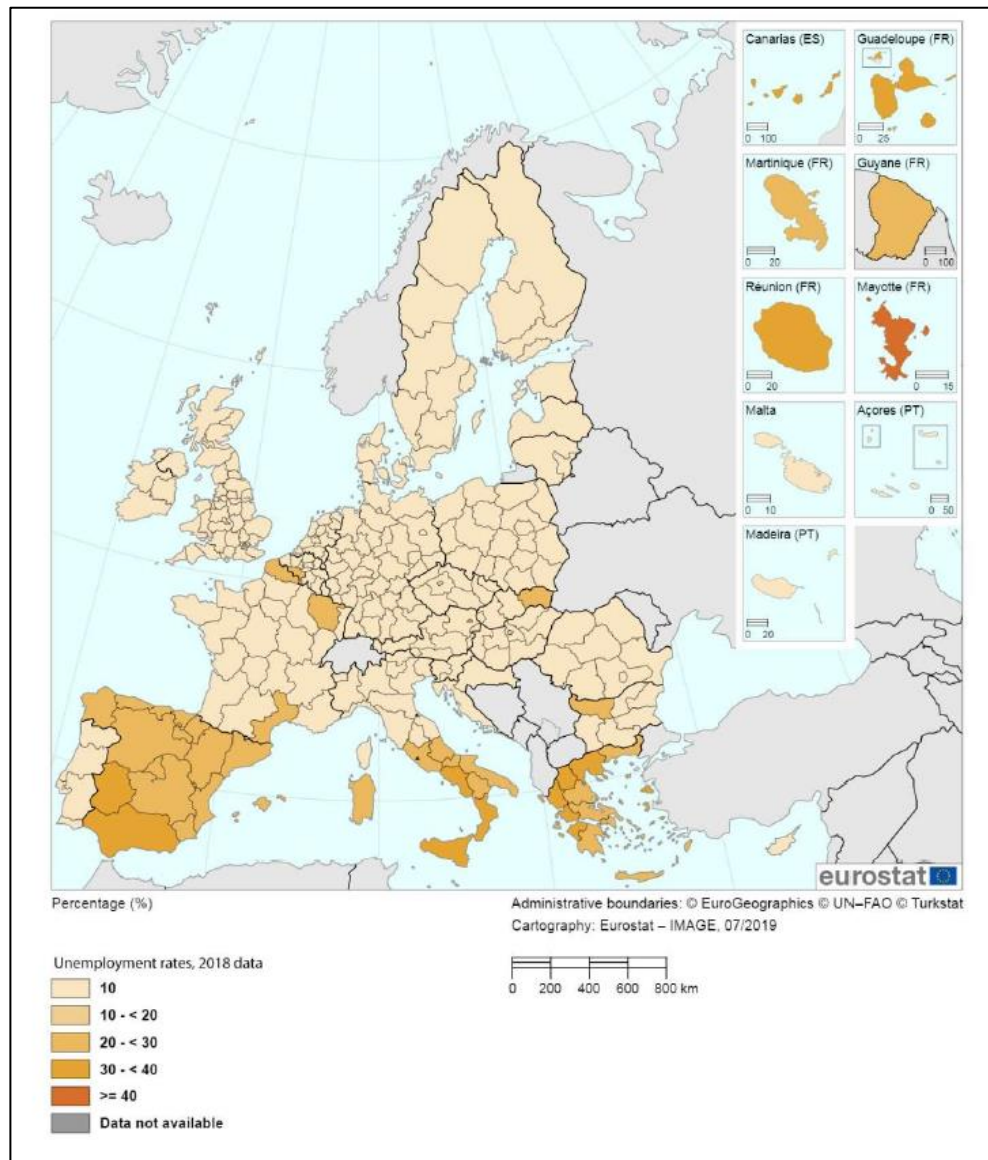 Canarias (ES)
0 100
Guadeloupe (FR)
0 25
Martinique (FR)
0 20
Guyane (FR)
0 100
Réunion (FR)
0 20
Mayotte (FR)
0 15
Malta
0 10
Açores (PT)
0 50
Madeira (PT)
0 20
eurostat
Percentage (%)
Administrative boundaries: © EuroGeographics © UN–FAO © Turkstat
Cartography: Eurostat – IMAGE, 07/2019
Unemployment rates, 2018 data
10
10 - < 20
20 - < 30
30 - < 40
>= 40
Data not available
0 200 400 600 800 km